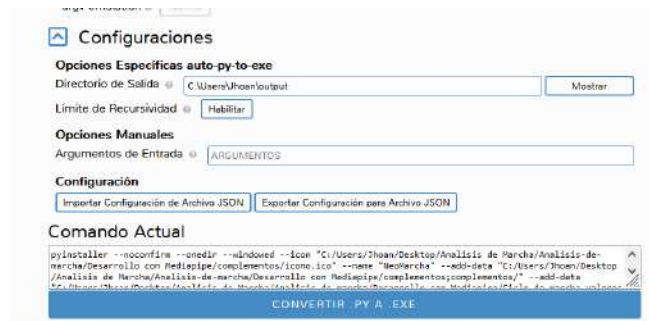 Configuraciones
Opciones Específicas auto-py-to-exe
Directorio de Salida C:\Users\Jhoan\output Mostrar
Límite de Recursividad Habilitar
Opciones Manuales
Argumentos de Entrada ARGUMENTOS
Configuración
Importar Configuración de Archivo JSON Exportar Configuración para Archivo JSON
Comando Actual
pyinstaller --noconfirm --onedir --windowed --icon "C:/Users/Jhoan/Desktop/Analisis de Marcha/Analisis-de-
marcha/Desarrollo con Mediapipe/complementos/icono.ico" --name "NeoMarcha" --add-data "C:/Users/Jhoan/Desktop
/Analisis de Marcha/Analisis-de-marcha/Desarrollo con Mediapipe/complementos;complementos/" --add-data
CONVERTIR .PY A .EXE